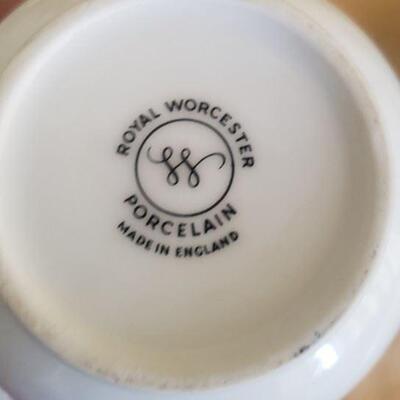 ROYAL WORCESTER
PORCELAIN
MADE IN ENGLAND